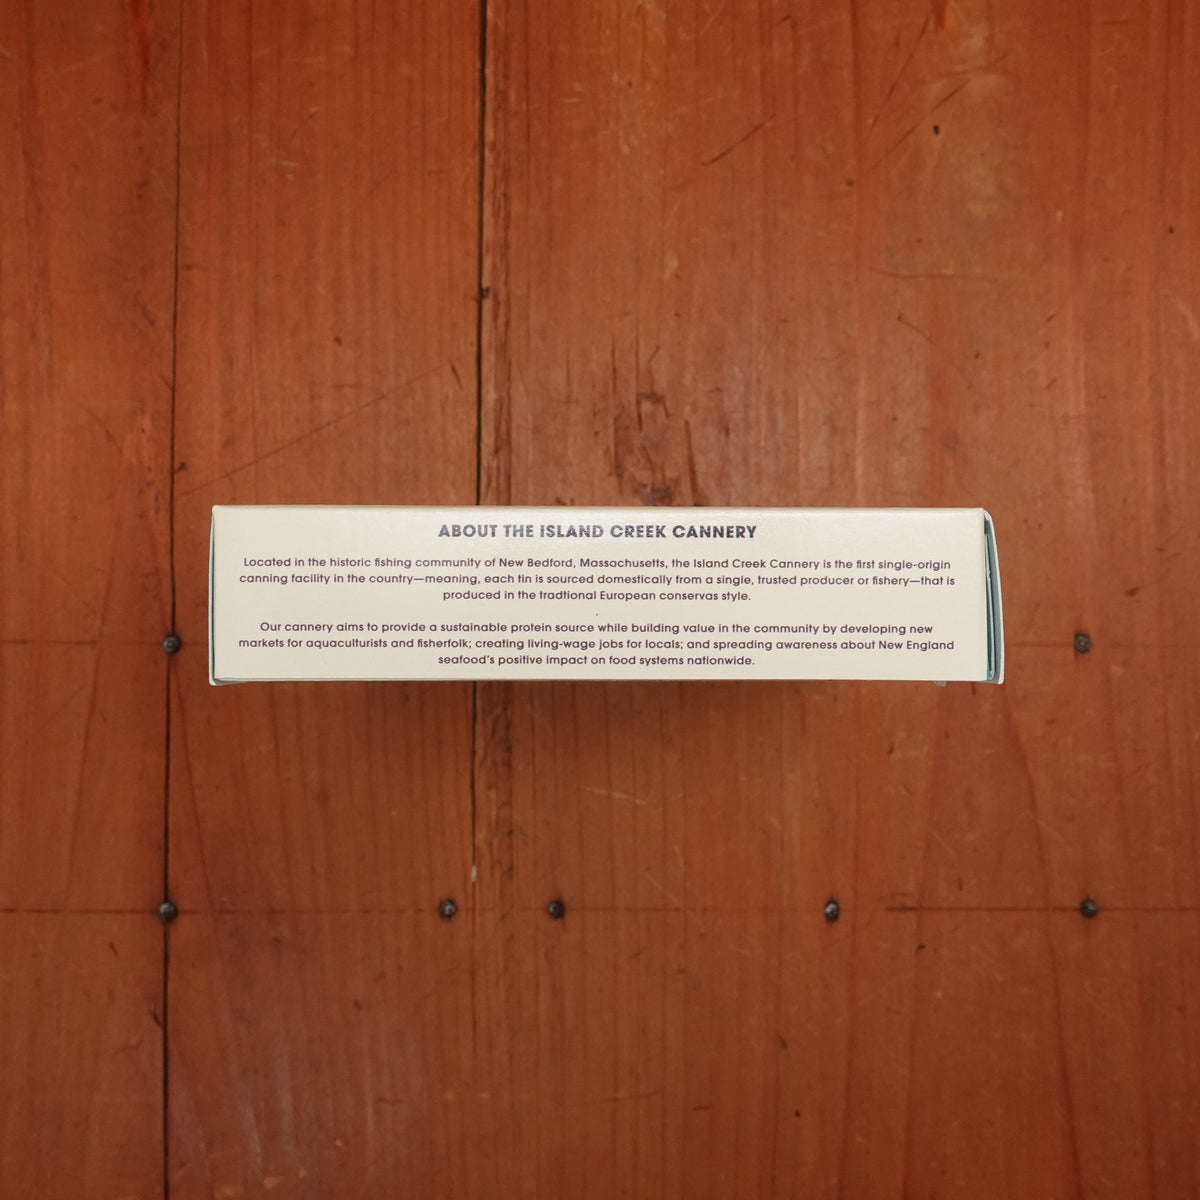 ABOUT THE ISLAND CREEK CANNERY
Located in the historic fishing community of New Bedford, Massachusetts, the Island Creek Cannery is the first single-origin
canning facility in the country—meaning, each tin is sourced domestically from a single, trusted producer or fishery—that is
produced in the tradtional European conservas style.
Our cannery aims to provide a sustainable protein source while building value in the community by developing new
markets for aquaculturists and fisherfolk; creating living-wage jobs for locals; and spreading awareness about New England
seafood's positive impact on food systems nationwide.